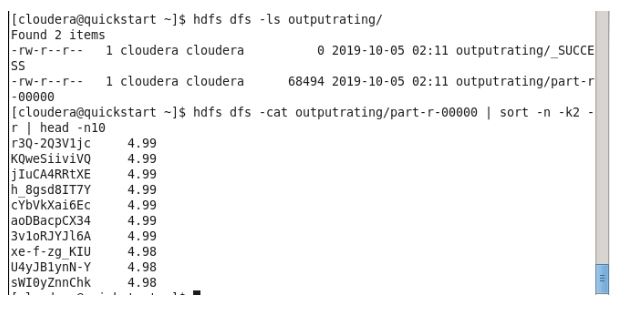 [cloudera@quickstart ~]$ hdfs dfs -ls outputrating/
Found 2 items
-rw-r--r--   1 cloudera cloudera          0 2019-10-05 02:11 outputrating/_SUCCE
SS
-rw-r--r--   1 cloudera cloudera      68494 2019-10-05 02:11 outputrating/part-r
-00000
[cloudera@quickstart ~]$ hdfs dfs -cat outputrating/part-r-00000 | sort -n -k2 -
r | head -n10
r3Q-2Q3V1jc     4.99
KQweSiiviVQ     4.99
jIuCA4RRtXE     4.99
h_8gsd8IT7Y     4.99
cYbVkXai6Ec     4.99
aoDBacpCX34     4.99
3v1oRJYJl6A     4.99
xe-f-zg_KIU     4.98
U4yJB1ynN-Y     4.98
sWI0yZnnChk     4.98